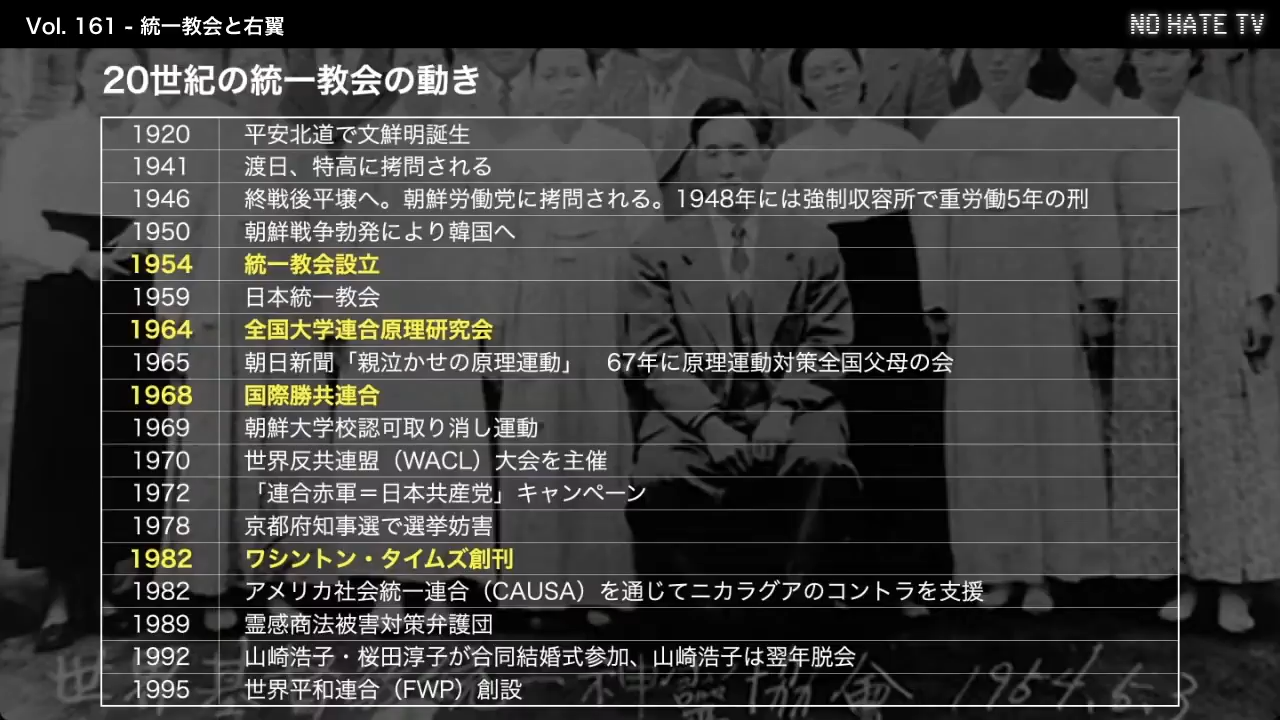 Vol. 161 - 統一教会と右翼
NO HATE TV
20世紀の統一教会の動き
1920 平安北道で文鮮明誕生
1941 渡日、特高に拷問される
1946 終戦後平壌へ。朝鮮労働党に拷問される。1948年には強制収容所で重労働5年の刑
1950 朝鮮戦争勃発により韓国へ
1954 統一教会設立
1959 日本統一教会
1964 全国大学連合原理研究会
1965 朝日新聞「親泣かせの原理運動」 67年に原理運動対策全国父母の会
1968 国際勝共連合
1969 朝鮮大学校認可取り消し運動
1970 世界反共連盟（WACL）大会を主催
1972 「連合赤軍＝日本共産党」キャンペーン
1978 京都府知事選で選挙妨害
1982 ワシントン・タイムズ創刊
1982 アメリカ社会統一連合（CAUSA）を通じてニカラグアのコントラを支援
1989 霊感商法被害対策弁護団
1992 山崎浩子・桜田淳子が合同結婚式参加、山崎浩子は翌年脱会
1995 世界平和連合（FWP）創設
世 神 協會 1954.5.3